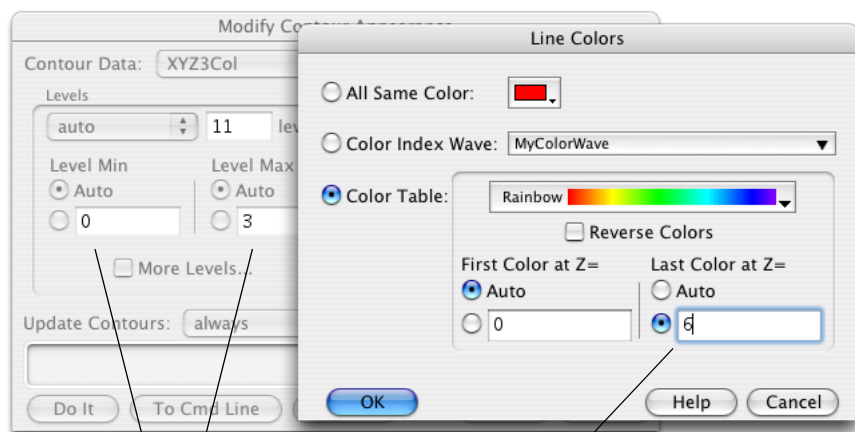 Modify Contour Appearance
Contour Data: XYZ3Col
Levels
auto 11 lev
Level Min Level Max
Auto Auto
0 3
More Levels...
Update Contours: always
Do It To Cmd Line
Line Colors
All Same Color:
Color Index Wave: MyColorWave
Color Table: Rainbow
Reverse Colors
First Color at Z= Last Color at Z=
Auto Auto
0 6
OK Help Cancel